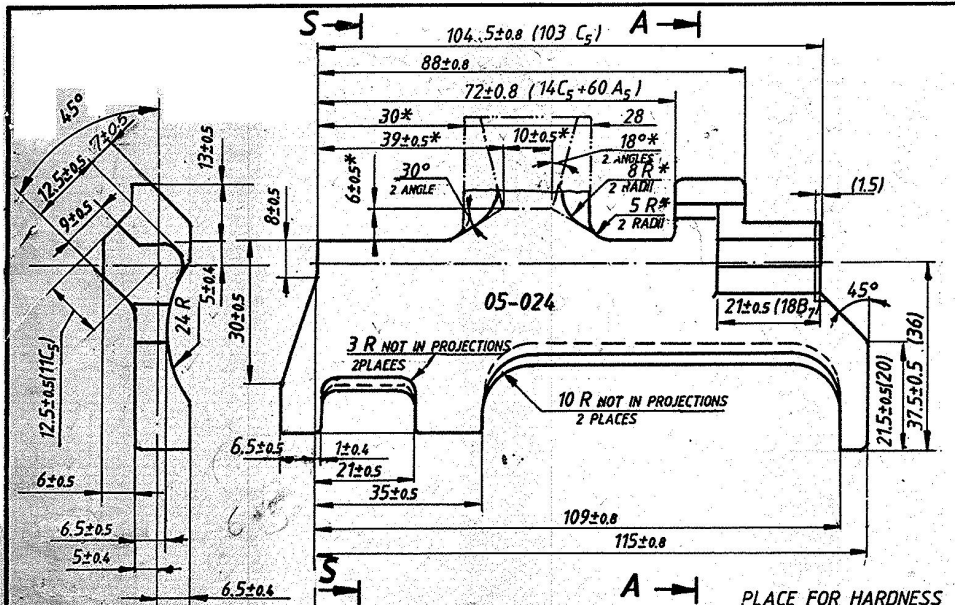 S A
104.5±0.8 (103 C5)
88±0.8
72±0.8 (14C5+60 A5)
30* 28
39±0.5* 10±0.5*
18°*
2 ANGLES
30°
2 ANGLE
8 R*
2 RADII
5 R*
2 RADII
6±0.5*
(1.5)
45°
7±0.5
12.5±0.5
9±0.5
13±0.5
8±0.5
5±0.4
30±0.5
24 R
12.5±0.5(11C5)
05-024
21±0.5 (18B7)
45°
3 R NOT IN PROJECTIONS
2PLACES
10 R NOT IN PROJECTIONS
2 PLACES
21.5±0.5(20)
37.5±0.5 (36)
6.5±0.5 1±0.4
21±0.5
35±0.5
6±0.5
6.5±0.5
5±0.4
6.5±0.4
109±0.8
115±0.8
S A
PLACE FOR HARDNESS